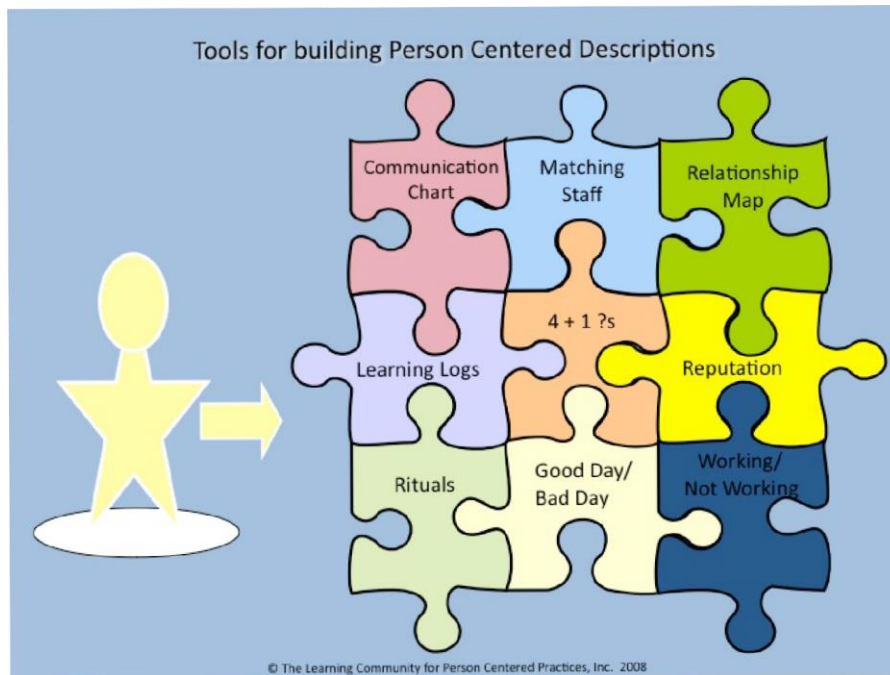 Tools for building Person Centered Descriptions
Communication
Chart
Matching
Staff
Relationship
Map
Learning Logs
4 + 1 ?s
Reputation
Rituals
Good Day/
Bad Day
Working/
Not Working
© The Learning Community for Person Centered Practices, Inc. 2008